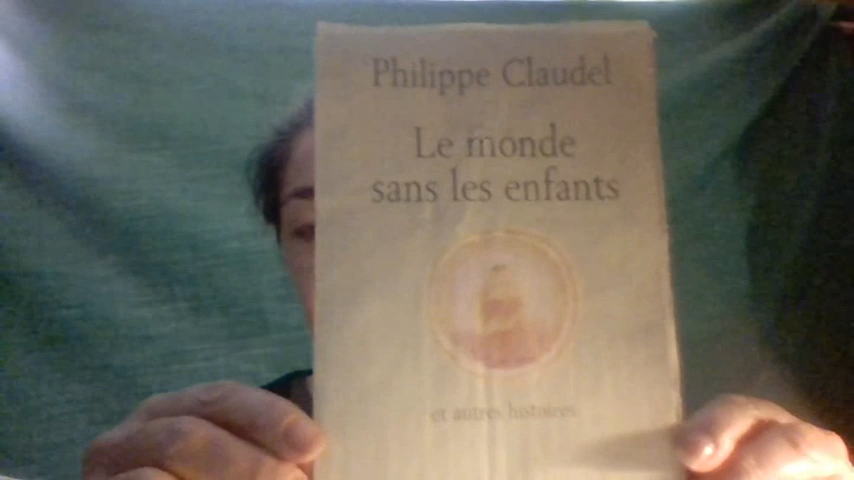 Philippe Claudel
Le monde
sans les enfants
et autres histoires